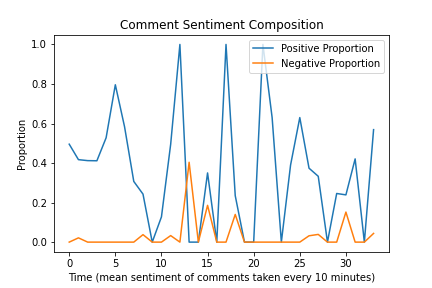 Comment Sentiment Composition
1.0
0.8
0.6
0.4
0.2
0.0
Proportion
Positive Proportion
Negative Proportion
0 5 10 15 20 25 30
Time (mean sentiment of comments taken every 10 minutes)